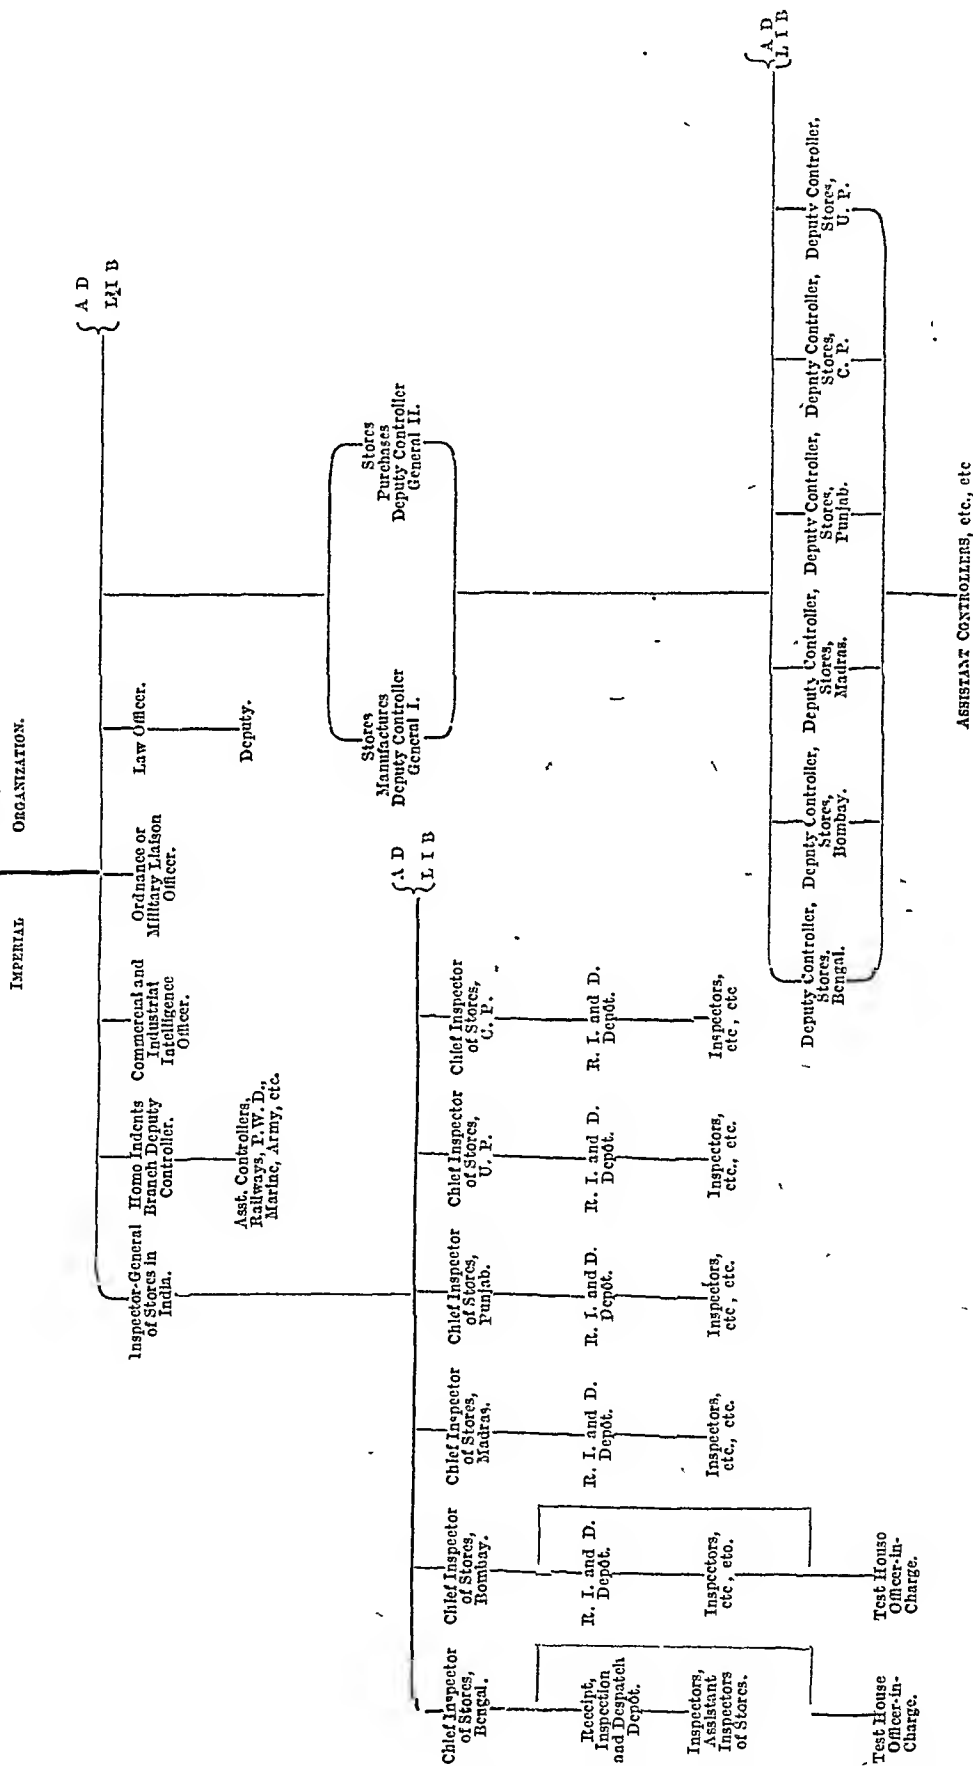 IMPERIAL ORGANIZATION.
Inspector-General
of Stores in
India.
Homo Indents
Branch Deputy
Controller.
Commercial and
Industrial
Intelligence
Officer.
Ordnance or
Military Liaison
Officer.
Law Officer.
A D
L I B
Asst. Controllers,
Railways, P.W.D.,
Marine, Army, etc.
Deputy.
Stores
Manufactures
Deputy Controller
General I.
Stores
Purchases
Deputy Controller
General II.
Chief Inspector
of Stores,
Bengal.
Chief Inspector
of Stores,
Bombay.
Chief Inspector
of Stores,
Madras.
Chief Inspector
of Stores,
Punjab.
Chief Inspector
of Stores,
U. P.
Chief Inspector
of Stores,
C. P.
A D
L I B
Receipt,
Inspection
and Despatch
Depôt.
R. I. and D.
Depôt.
R. I. and D.
Depôt.
R. I. and D.
Depôt.
R. I. and D.
Depôt.
R. I. and D.
Depôt.
Inspectors,
Assistant
Inspectors
of Stores.
Inspectors,
etc, eto.
Inspectors,
etc., etc.
Inspectors,
etc, etc.
Inspectors,
etc., etc.
Inspectors,
etc, etc
Test House
Officer-in-
Charge.
Test Houso
Officer-in-
Charge.
Deputy Controller,
Stores.
Bengal.
Deputy Controller,
Stores,
Bombay.
Deputy Controller,
Stores,
Madras.
Deputy Controller,
Stores,
Punjab.
Deputy Controller,
Stores,
C. P.
Deputy Controller,
Stores,
U. P.
A D
L I B
ASSISTANT CONTROLLERS, etc., etc